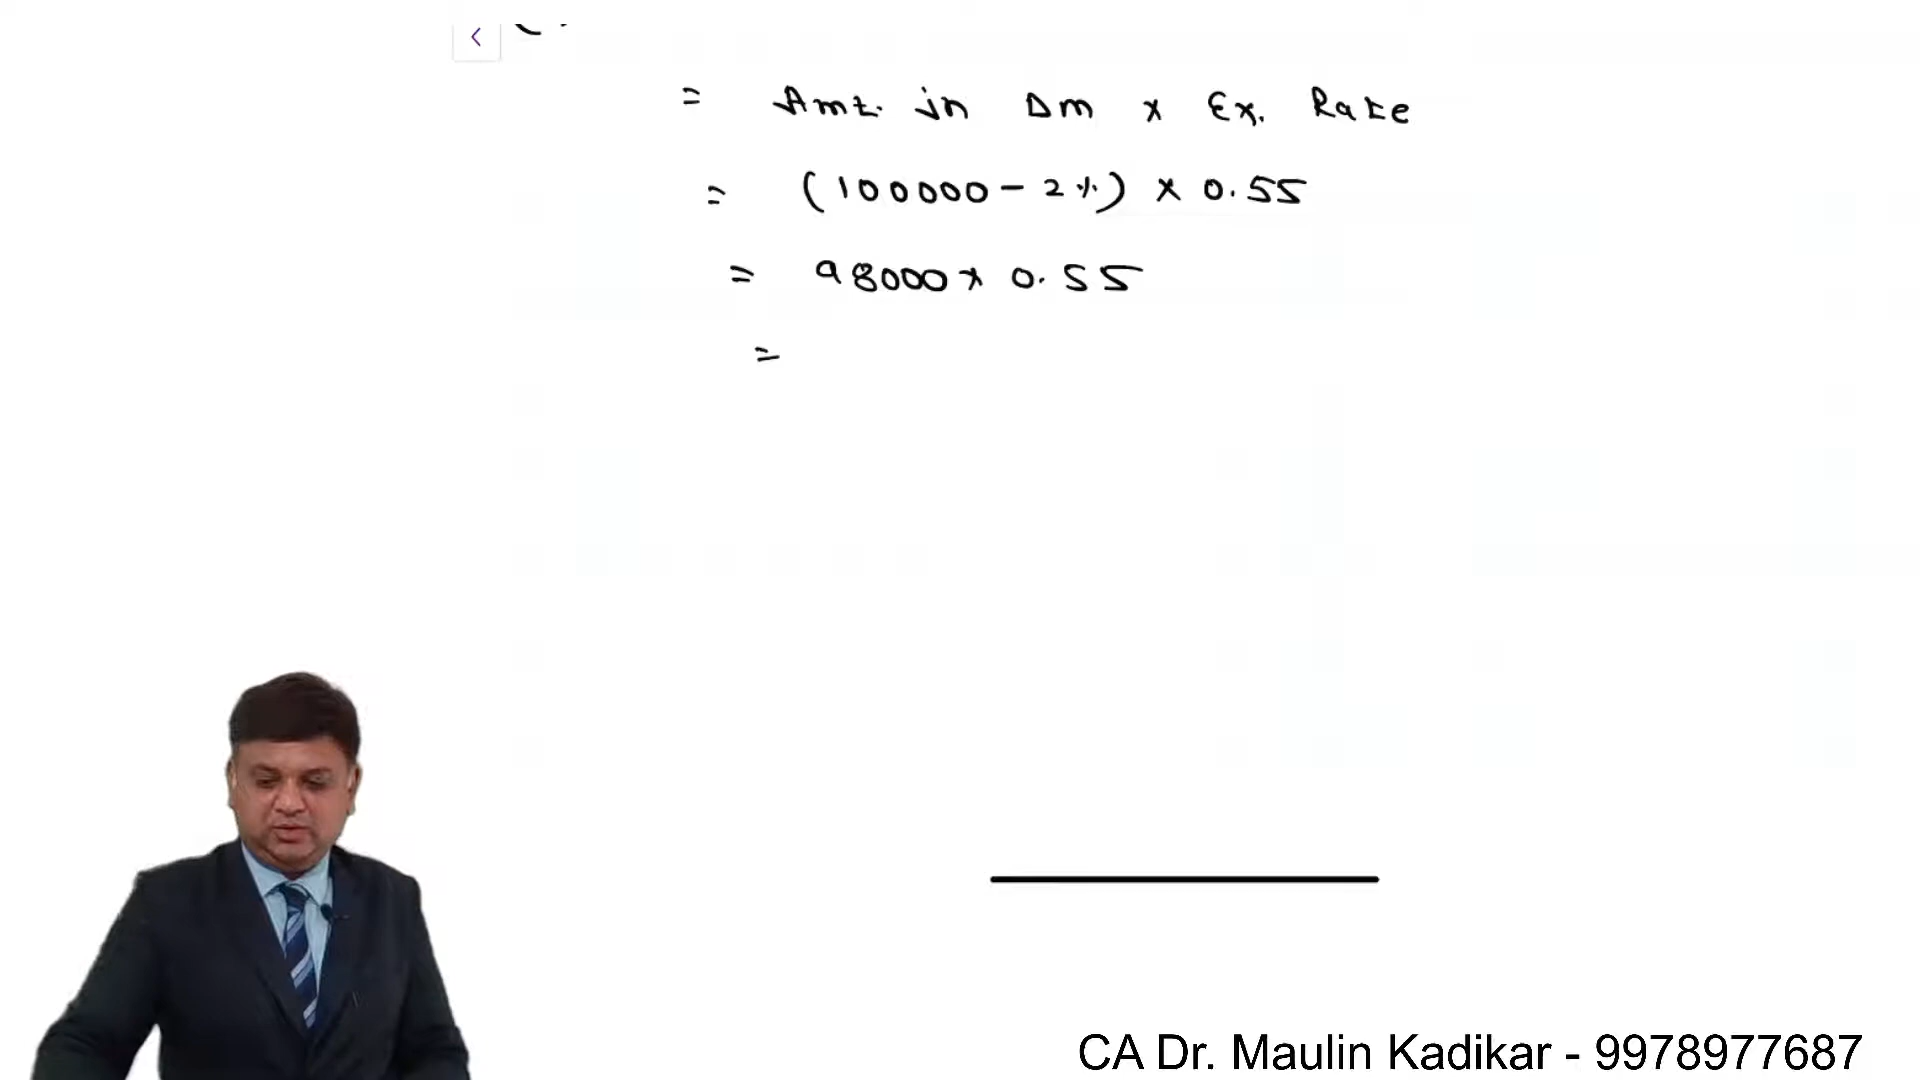 = Amt. in DM x Ex. Rate
= (100000 - 2%) x 0.55
= 98000 x 0.55
=
CA Dr. Maulin Kadikar - 9978977687